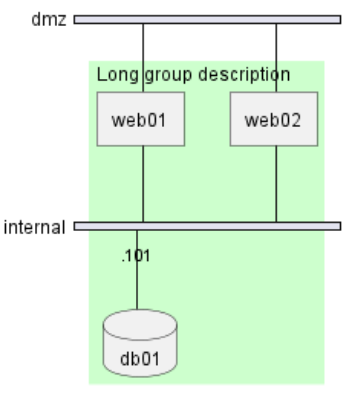 dmz
Long group description
web01
web02
internal
.101
db01